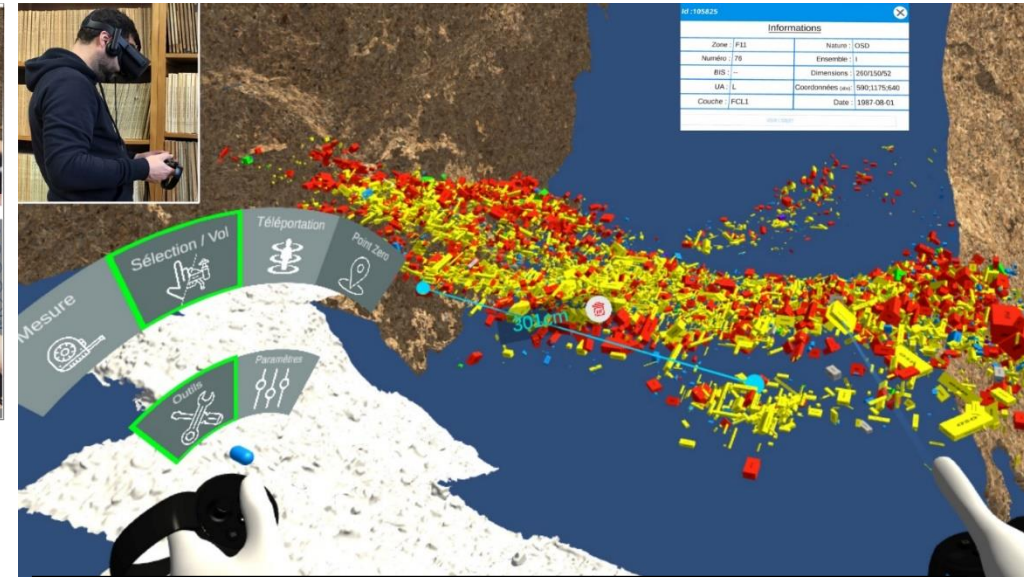 Id :105825
Informations
Zone : F11
Nature : OSD
Numéro : 78
Ensemble : I
BIS : --
Dimensions : 260/150/52
UA : L
Coordonnées (abs) : 590;1175;640
Couche : FCL1
Date : 1987-08-01
Mesure
Sélection / Vol
Téléportation
Point Zero
301cm
Outils
Paramètres